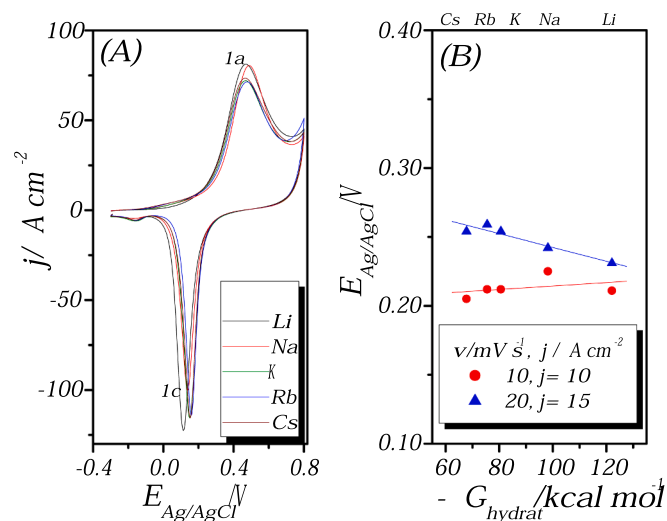 (A)
1a
1c
100
50
0
-50
-100
j/ A cm-2
-0.4 0.0 0.4 0.8
E Ag/AgCl/V
Li
Na
K
Rb
Cs
Cs Rb K Na Li
(B)
0.40
0.30
0.20
0.10
E Ag/AgCl/V
v/mV s-1, j/ A cm-2
10, j= 10
20, j= 15
60 80 100 120
- G hydrat/kcal mol-1